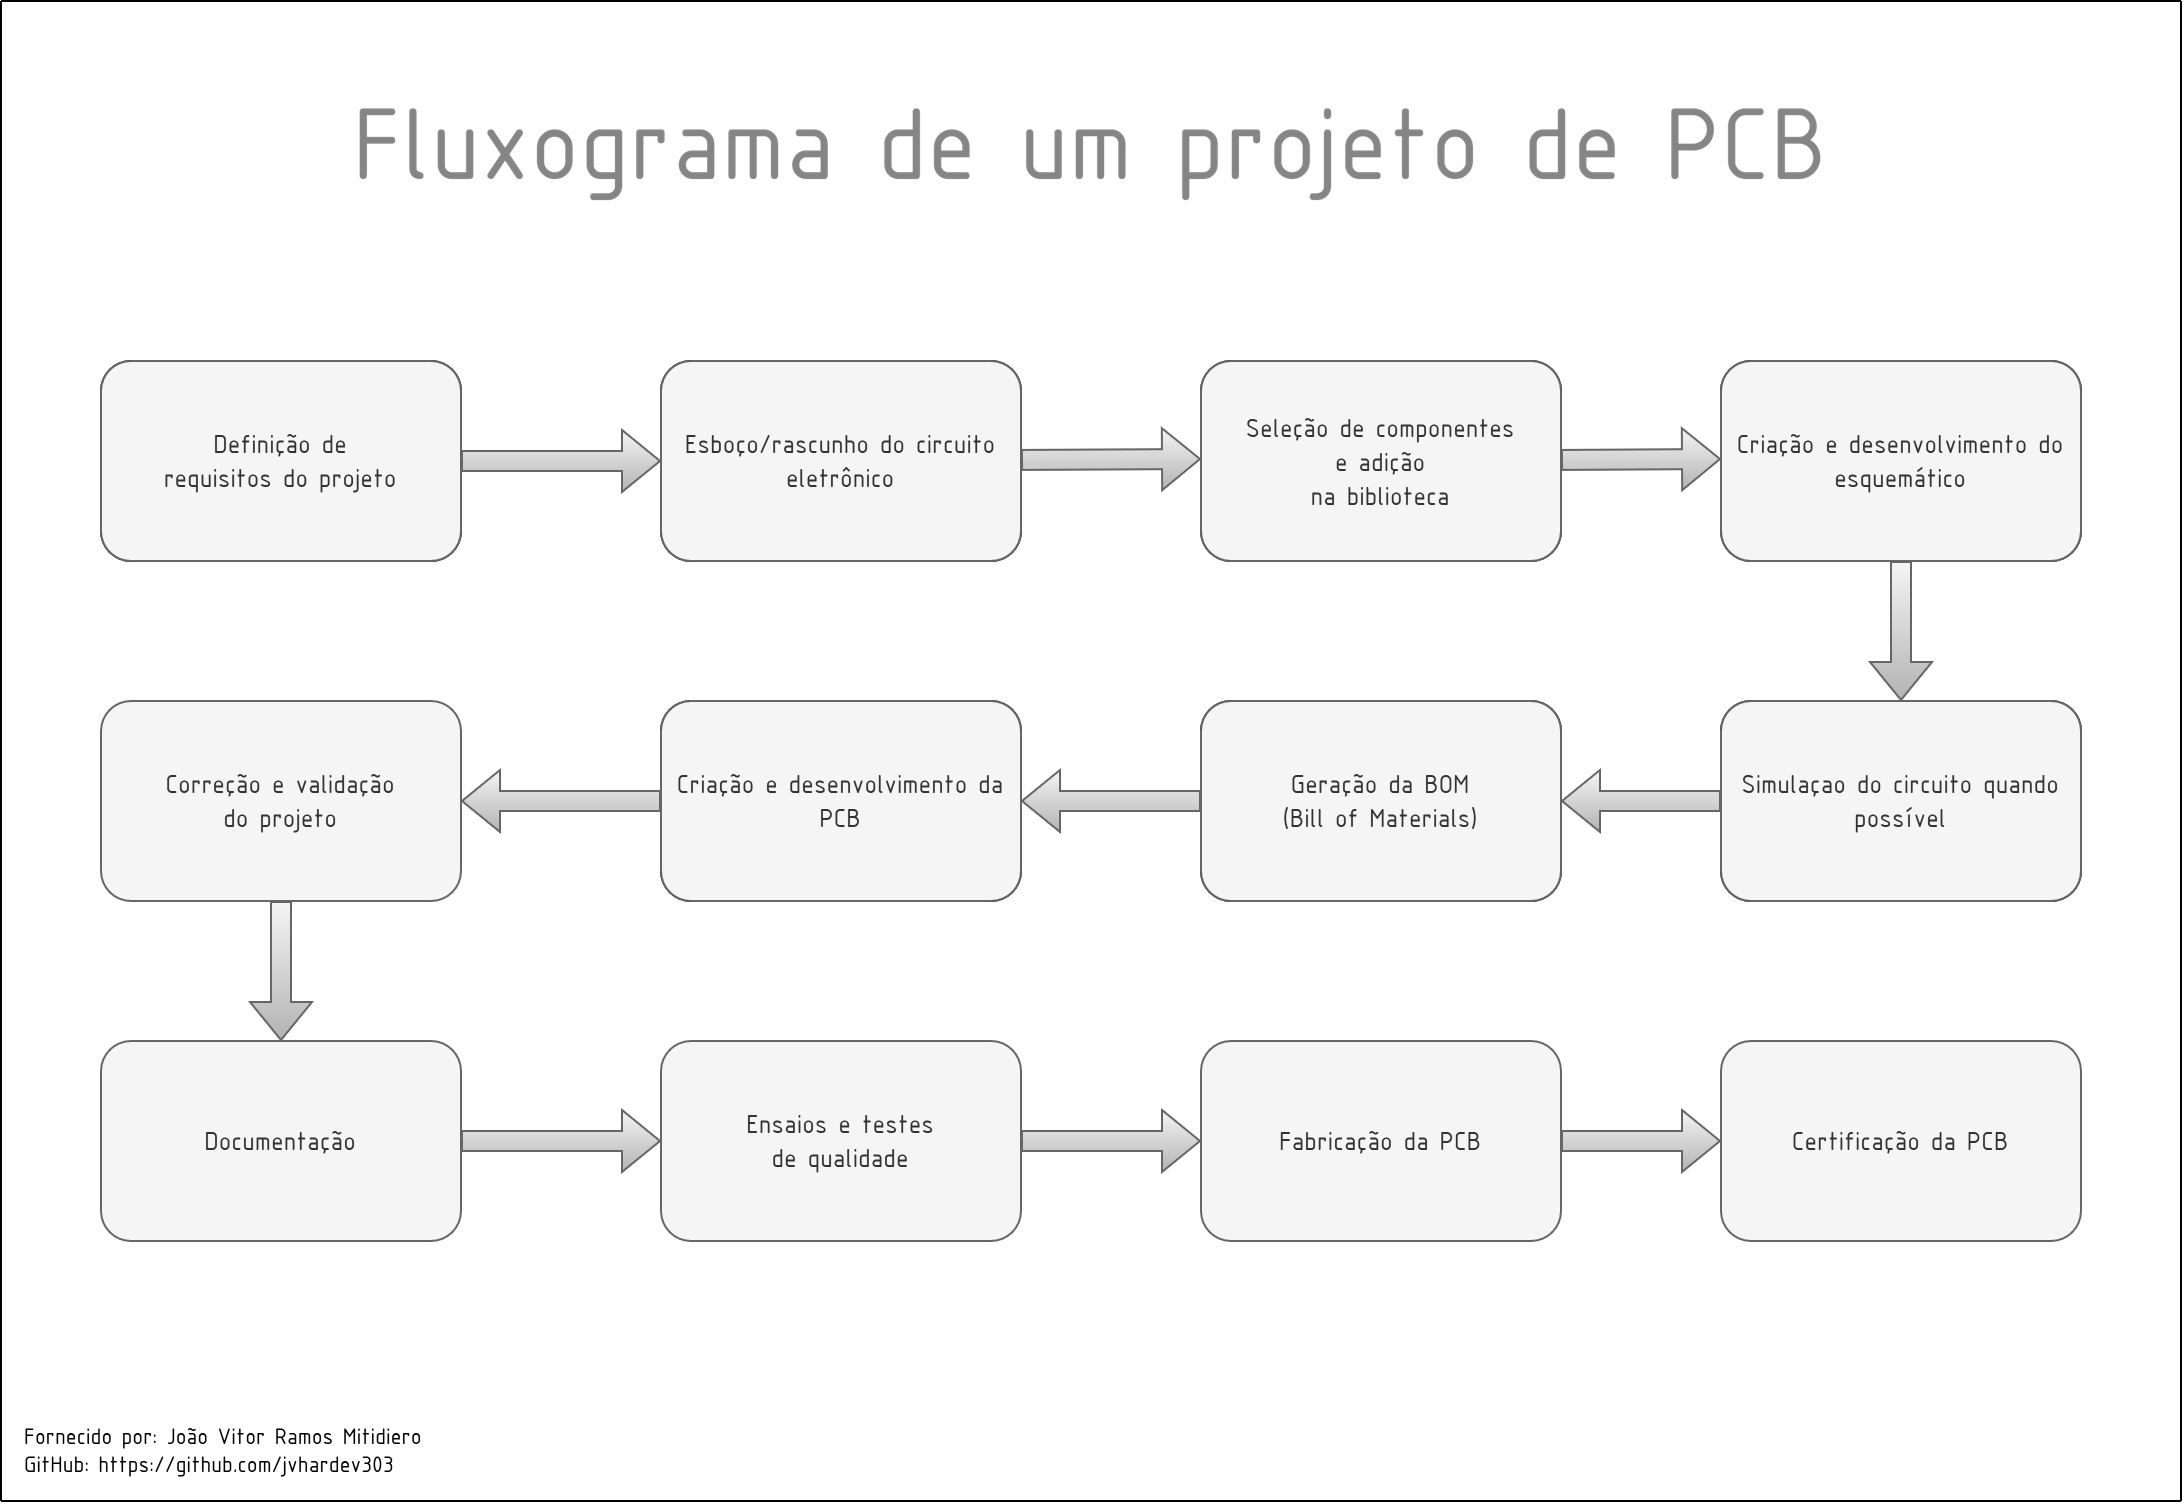 Fluxograma de um projeto de PCB
Definição de
requisitos do projeto
Esboço/rascunho do circuito
eletrônico
Seleção de componentes
e adição
na biblioteca
Criação e desenvolvimento do
esquemático
Simulaçao do circuito quando
possível
Geração da BOM
(Bill of Materials)
Criação e desenvolvimento da
PCB
Correção e validação
do projeto
Documentação
Ensaios e testes
de qualidade
Fabricação da PCB
Certificação da PCB
Fornecido por: João Vitor Ramos Mitidiero
GitHub: https://github.com/jvhardev303